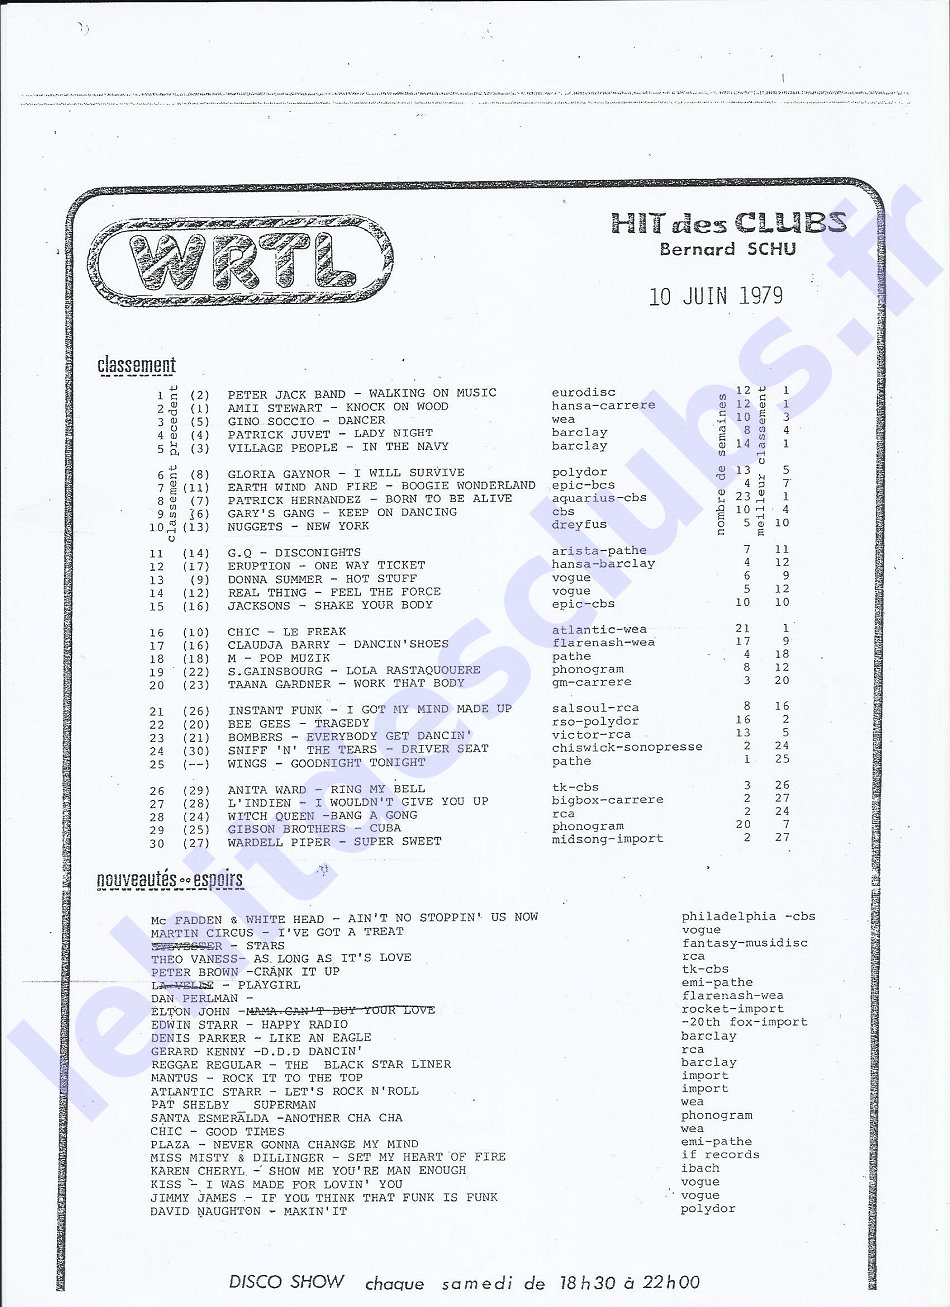 WRTL
HIT des CLUBS
Bernard SCHU
10 JUIN 1979
classement
classement précédent
nombre de semaines
meilleur classement
1 (2) PETER JACK BAND - WALKING ON MUSIC eurodisc 12 1
2 (1) AMII STEWART - KNOCK ON WOOD hansa-carrere 12 1
3 (5) GINO SOCCIO - DANCER wea 10 3
4 (4) PATRICK JUVET - LADY NIGHT barclay 8 4
5 (3) VILLAGE PEOPLE - IN THE NAVY barclay 14 1
6 (8) GLORIA GAYNOR - I WILL SURVIVE polydor 13 5
7 (11) EARTH WIND AND FIRE - BOOGIE WONDERLAND epic-bcs 4 7
8 (7) PATRICK HERNANDEZ - BORN TO BE ALIVE aquarius-cbs 23 1
9 (6) GARY'S GANG - KEEP ON DANCING cbs 10 4
10 (13) NUGGETS - NEW YORK dreyfus 5 10
11 (14) G.Q - DISCONIGHTS arista-pathe 7 11
12 (17) ERUPTION - ONE WAY TICKET hansa-barclay 4 12
13 (9) DONNA SUMMER - HOT STUFF vogue 6 9
14 (12) REAL THING - FEEL THE FORCE vogue 5 12
15 (16) JACKSONS - SHAKE YOUR BODY epic-cbs 10 10
16 (10) CHIC - LE FREAK atlantic-wea 21 1
17 (16) CLAUDJA BARRY - DANCIN'SHOES flarenash-wea 17 9
18 (18) M - POP MUZIK pathe 4 18
19 (22) S.GAINSBOURG - LOLA RASTAQUOUERE phonogram 8 12
20 (23) TAANA GARDNER - WORK THAT BODY gm-carrere 3 20
21 (26) INSTANT FUNK - I GOT MY MIND MADE UP salsoul-rca 8 16
22 (20) BEE GEES - TRAGEDY rso-polydor 16 2
23 (21) BOMBERS - EVERYBODY GET DANCIN' victor-rca 13 5
24 (30) SNIFF 'N' THE TEARS - DRIVER SEAT chiswick-sonopresse 2 24
25 (--) WINGS - GOODNIGHT TONIGHT pathe 1 25
26 (29) ANITA WARD - RING MY BELL tk-cbs 3 26
27 (28) L'INDIEN - I WOULDN'T GIVE YOU UP bigbox-carrere 2 27
28 (24) WITCH QUEEN -BANG A GONG rca 2 24
29 (25) GIBSON BROTHERS - CUBA phonogram 20 7
30 (27) WARDELL PIPER - SUPER SWEET midsong-import 2 27
nouveautés-espoirs
Mc FADDEN & WHITE HEAD - AIN'T NO STOPPIN' US NOW philadelphia -cbs
MARTIN CIRCUS - I'VE GOT A TREAT vogue
SYLVESTER - STARS fantasy-musidisc
THEO VANESS- AS LONG AS IT'S LOVE rca
PETER BROWN -CRANK IT UP tk-cbs
LA VELLE - PLAYGIRL emi-pathe
DAN PERLMAN - flarenash-wea
ELTON JOHN -MAMA CAN'T BUY YOUR LOVE rocket-import
EDWIN STARR - HAPPY RADIO -20th fox-import
DENIS PARKER - LIKE AN EAGLE barclay
GERARD KENNY -D.D.D DANCIN' rca
REGGAE REGULAR - THE BLACK STAR LINER barclay
MANTUS - ROCK IT TO THE TOP import
ATLANTIC STARR - LET'S ROCK N'ROLL import
PAT SHELBY _ SUPERMAN wea
SANTA ESMERALDA -ANOTHER CHA CHA phonogram
CHIC - GOOD TIMES wea
PLAZA - NEVER GONNA CHANGE MY MIND emi-pathe
MISS MISTY & DILLINGER - SET MY HEART OF FIRE if records
KAREN CHERYL - SHOW ME YOU'RE MAN ENOUGH ibach
KISS - I WAS MADE FOR LOVIN' YOU vogue
JIMMY JAMES - IF YOU THINK THAT FUNK IS FUNK vogue
DAVID NAUGHTON - MAKIN'IT polydor
DISCO SHOW chaque samedi de 18h30 à 22h00
lehitdesclubs.fr